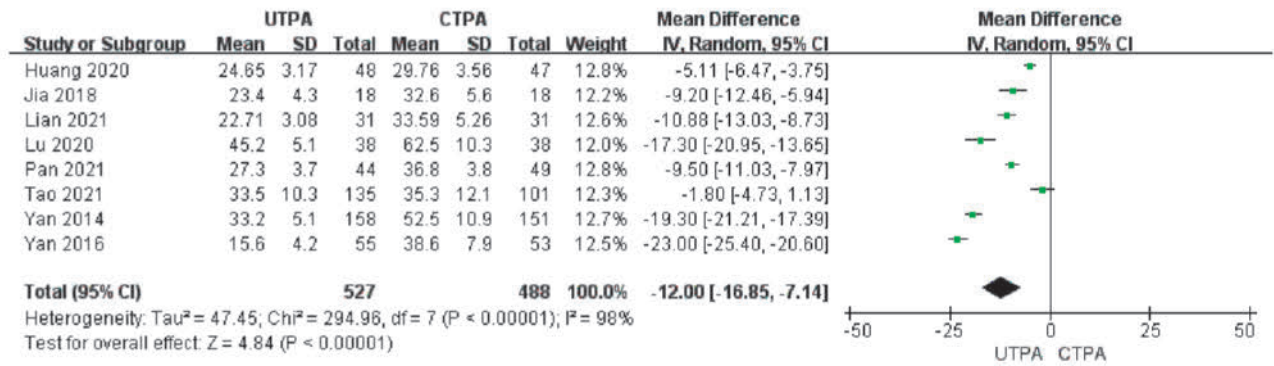 UTPA CTPA Mean Difference Mean Difference
Study or Subgroup Mean SD Total Mean SD Total Weight IV, Random, 95% CI IV, Random, 95% CI
Huang 2020 24.65 3.17 48 29.76 3.56 47 12.8% -5.11 [-6.47, -3.75]
Jia 2018 23.4 4.3 18 32.6 5.6 18 12.2% -9.20 [-12.46, -5.94]
Lian 2021 22.71 3.08 31 33.59 5.26 31 12.6% -10.88 [-13.03, -8.73]
Lu 2020 45.2 5.1 38 62.5 10.3 38 12.0% -17.30 [-20.95, -13.65]
Pan 2021 27.3 3.7 44 36.8 3.8 49 12.8% -9.50 [-11.03, -7.97]
Tao 2021 33.5 10.3 135 35.3 12.1 101 12.3% -1.80 [-4.73, 1.13]
Yan 2014 33.2 5.1 158 52.5 10.9 151 12.7% -19.30 [-21.21, -17.39]
Yan 2016 15.6 4.2 55 38.6 7.9 53 12.5% -23.00 [-25.40, -20.60]
Total (95% CI) 527 488 100.0% -12.00 [-16.85, -7.14]
Heterogeneity: Tau² = 47.45; Chi² = 294.96, df = 7 (P < 0.00001); I² = 98%
Test for overall effect: Z = 4.84 (P < 0.00001)
-50 -25 0 25 50
UTPA CTPA